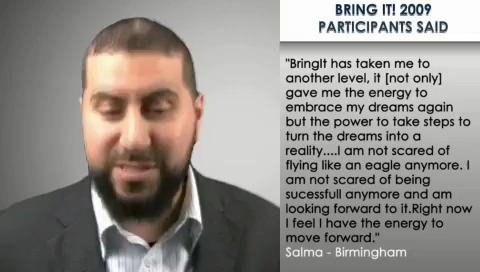 BRING IT! 2009
PARTICIPANTS SAID
"BringIt has taken me to
another level, it [not only]
gave me the energy to
embrace my dreams again
but the power to take steps to
turn the dreams into a
reality....I am not scared of
flying like an eagle anymore. I
am not scared of being
sucessfull anymore and am
looking forward to it.Right now
I feel I have the energy to
move forward."
Salma - Birmingham